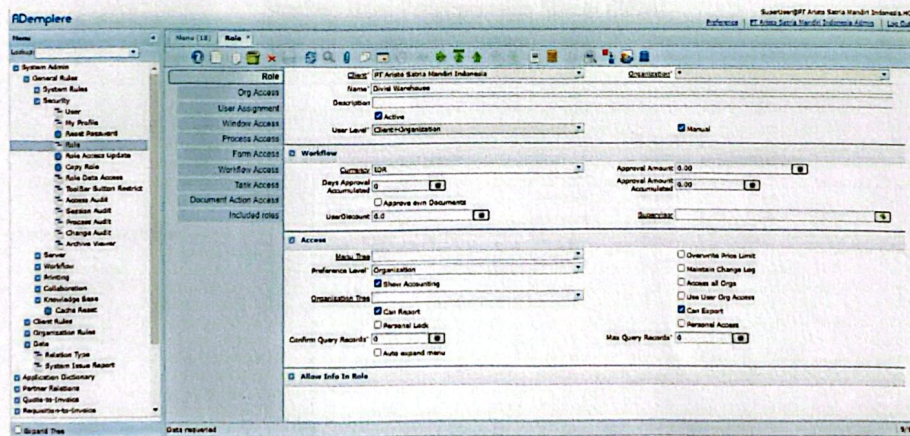 ADempiere
SuperUser@PT Arista Satria Mandiri Indonesia.HQ
Preference | PT Arista Satria Mandiri Indonesia Admin | Log Out
Menu
Lookup
System Admin
General Rules
System Rules
Security
User
My Profile
Reset Password
Role
Role Access Update
Copy Role
Role Data Access
ToolBar Button Restrict
Access Audit
Session Audit
Process Audit
Change Audit
Archive Viewer
Server
Workflow
Printing
Collaboration
Knowledge Base
Cache Reset
Client Rules
Organization Rules
Data
Relation Type
System Issue Report
Application Dictionary
Partner Relations
Quote-to-Invoice
Requisition-to-Invoice
Expand Tree
Menu (18) Role
Role
Org Access
User Assignment
Window Access
Process Access
Form Access
Workflow Access
Task Access
Document Action Access
Included roles
Client* PT Arista Satria Mandiri Indonesia Organization* *
Name* Divisi Warehouse
Description
Active
User Level* Client+Organization Manual
Workflow
Currency IDR Approval Amount 0.00
Days Approval Accumulated 0 Approval Amount Accumulated 0.00
Approve own Documents
UserDiscount 0.0 Supervisor
Access
Menu Tree Overwrite Price Limit
Preference Level* Organization Maintain Change Log
Show Accounting Access all Orgs
Organization Tree Use User Org Access
Can Report Can Export
Personal Lock Personal Access
Confirm Query Records* 0 Max Query Records* 0
Auto expand menu
Allow Info In Role
Data requeried